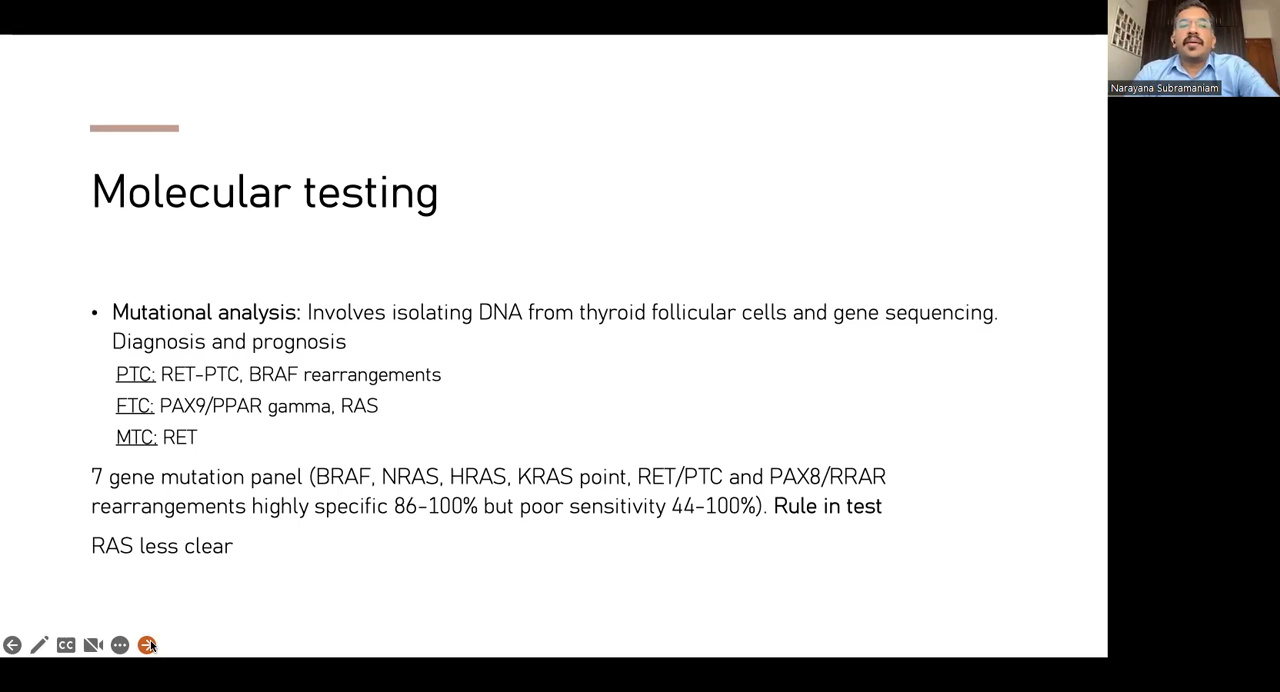 Narayana Subramaniam
Molecular testing
• Mutational analysis: Involves isolating DNA from thyroid follicular cells and gene sequencing.
Diagnosis and prognosis
PTC: RET-PTC, BRAF rearrangements
FTC: PAX9/PPAR gamma, RAS
MTC: RET
7 gene mutation panel (BRAF, NRAS, HRAS, KRAS point, RET/PTC and PAX8/RRAR
rearrangements highly specific 86-100% but poor sensitivity 44-100%). Rule in test
RAS less clear
CC